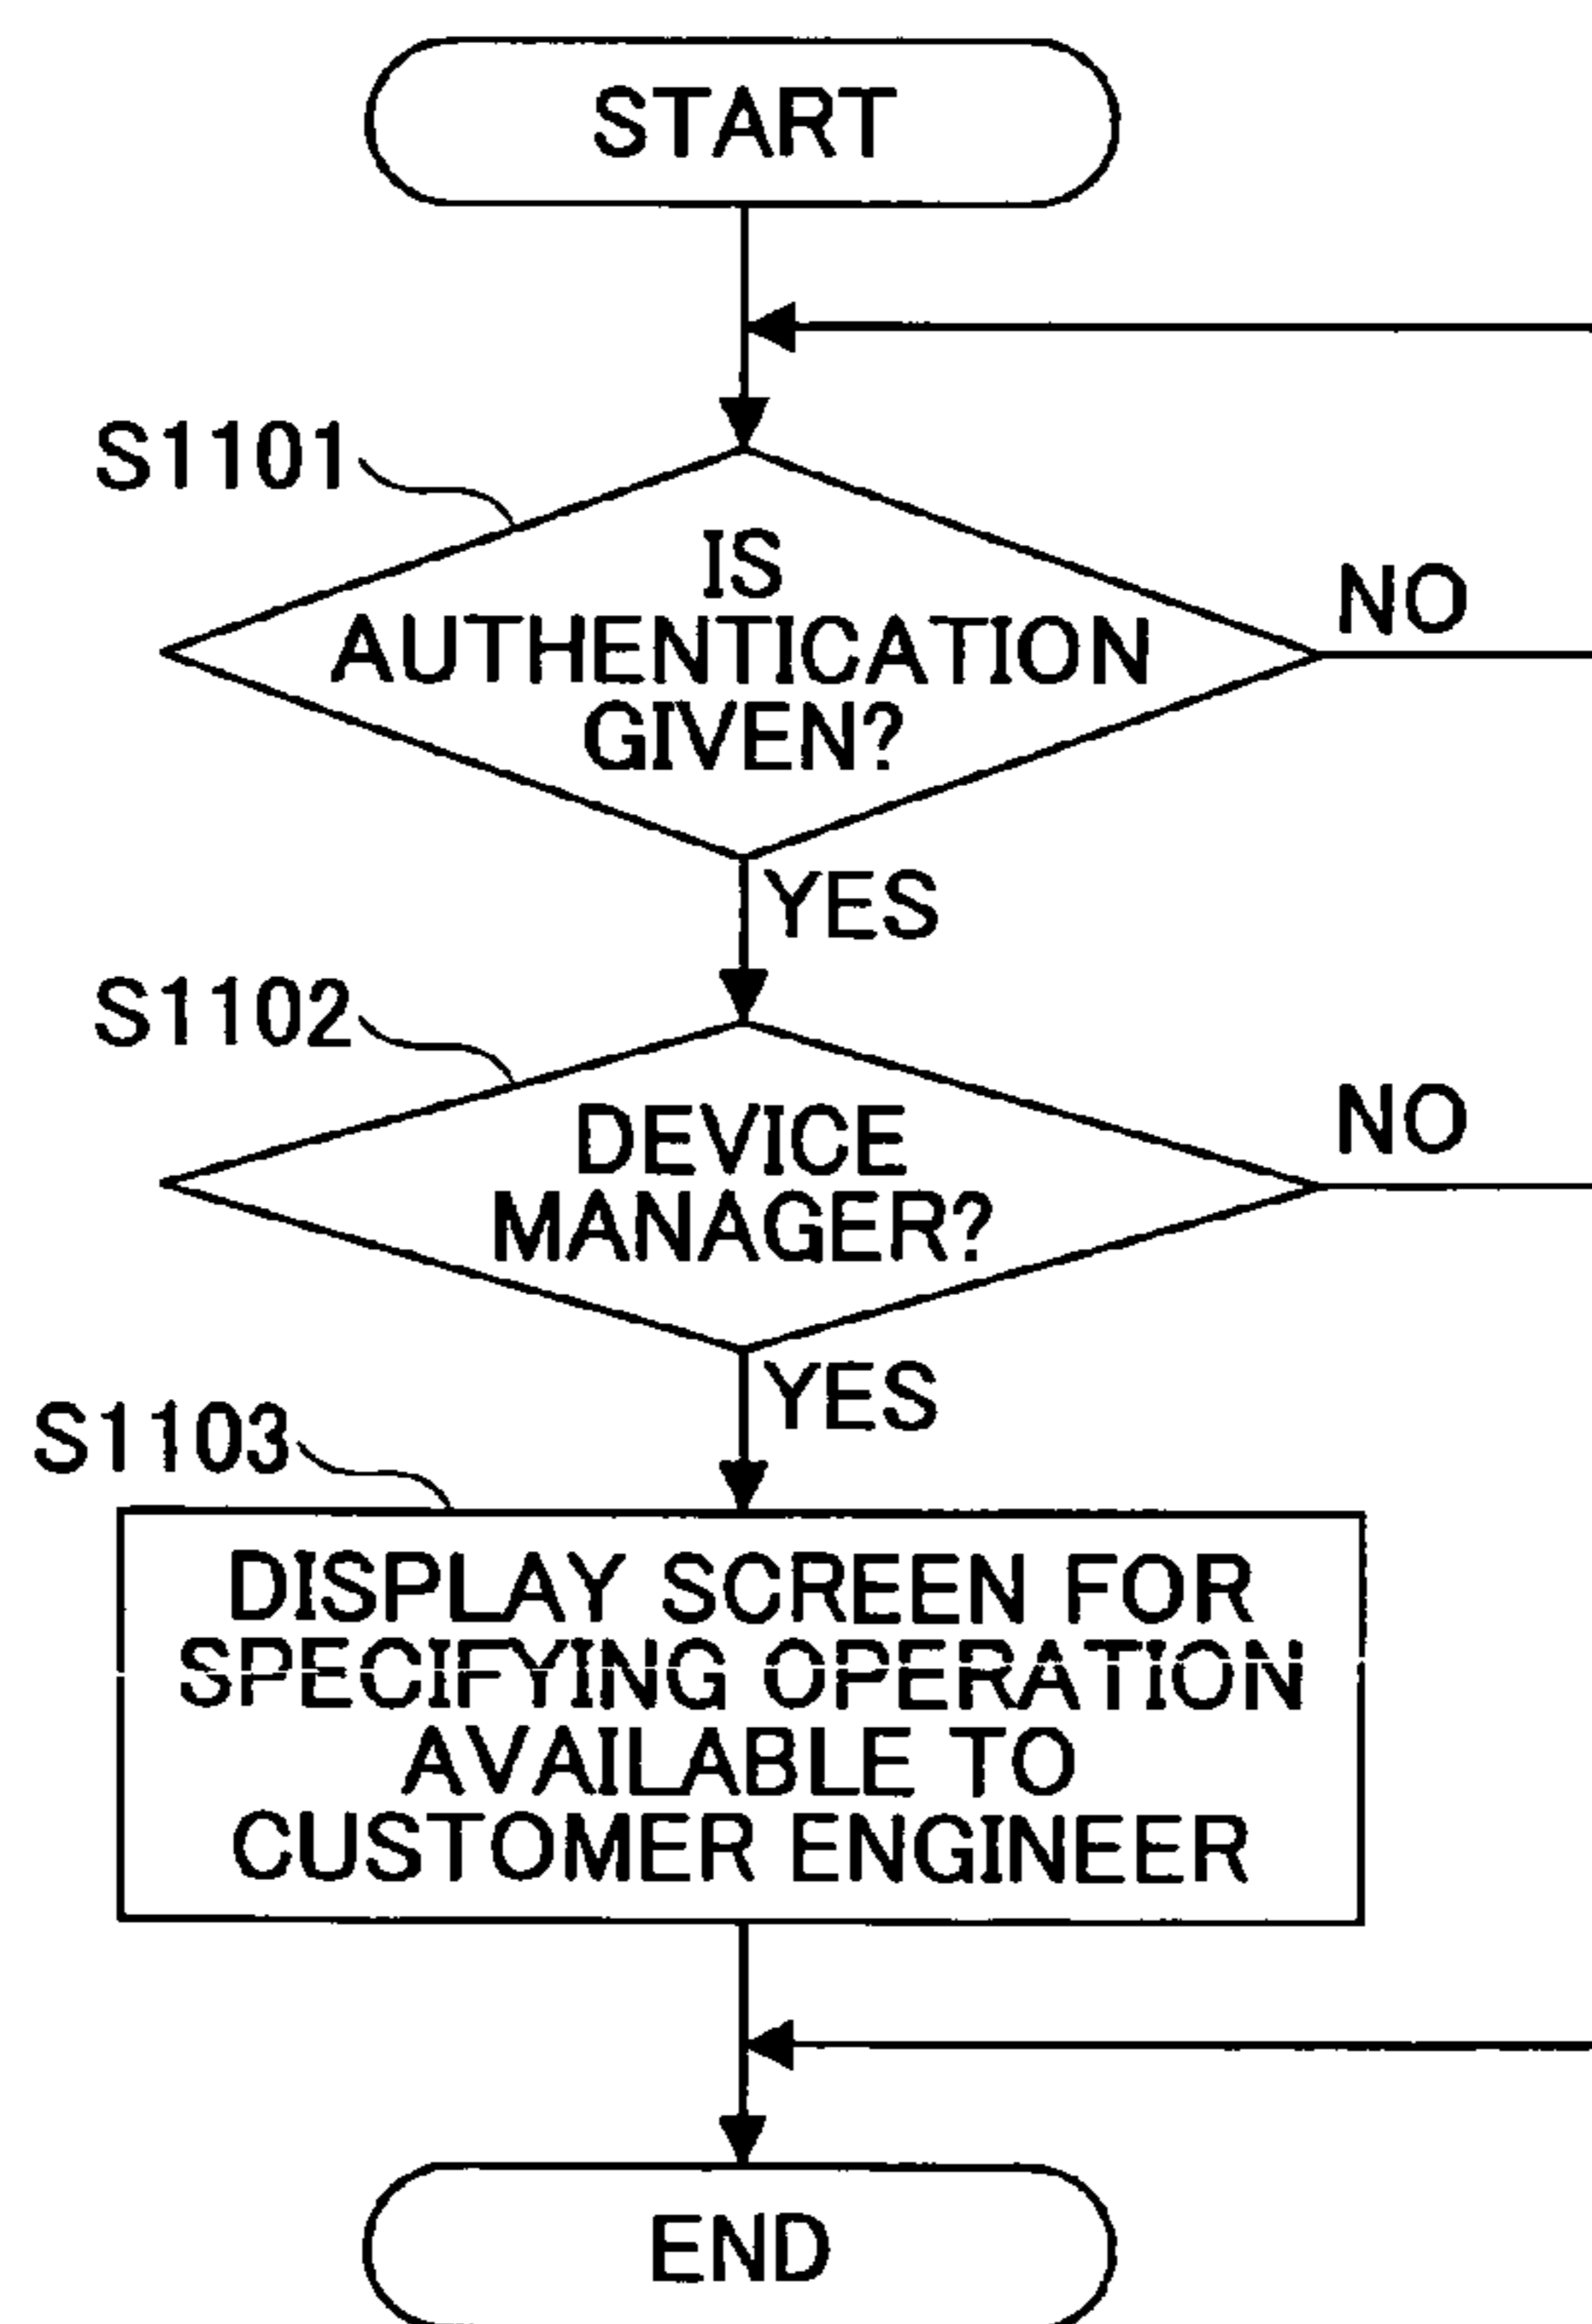 START
S1101
IS
AUTHENTICATION
GIVEN?
NO
YES
S1102
DEVICE
MANAGER?
NO
YES
S1103
DISPLAY SCREEN FOR
SPECIFYING OPERATION
AVAILABLE TO
CUSTOMER ENGINEER
END